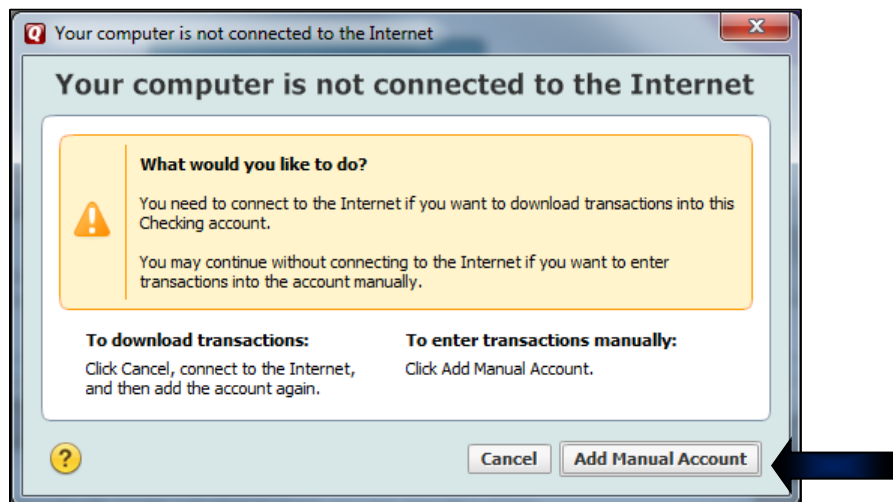 Your computer is not connected to the Internet
X
Your computer is not connected to the Internet
What would you like to do?
You need to connect to the Internet if you want to download transactions into this
Checking account.
You may continue without connecting to the Internet if you want to enter
transactions into the account manually.
To download transactions:
Click Cancel, connect to the Internet,
and then add the account again.
To enter transactions manually:
Click Add Manual Account.
?
Cancel
Add Manual Account